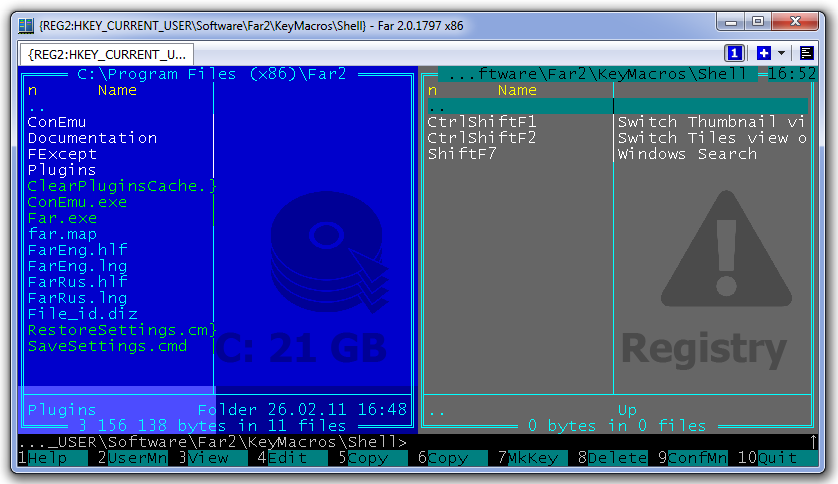 {REG2:HKEY_CURRENT_USER\Software\Far2\KeyMacros\Shell} - Far 2.0.1797 x86
{REG2:HKEY_CURRENT_U... 1
C:\Program Files (x86)\Far2
n Name
..
ConEmu
Documentation
FExcept
Plugins
ClearPluginsCache.}
ConEmu.exe
Far.exe
far.map
FarEng.hlf
FarEng.lng
FarRus.hlf
FarRus.lng
File_id.diz
RestoreSettings.cm}
SaveSettings.cmd
C: 21 GB
Plugins Folder 26.02.11 16:48
3 156 138 bytes in 11 files
...ftware\Far2\KeyMacros\Shell 16:52
n Name
..
CtrlShiftF1 Switch Thumbnail vi
CtrlShiftF2 Switch Tiles view o
ShiftF7 Windows Search
Registry
.. Up
0 bytes in 0 files
..._USER\Software\Far2\KeyMacros\Shell> ↑
1Help 2UserMn 3View 4Edit 5Copy 6Copy 7MkKey 8Delete 9ConfMn 10Quit